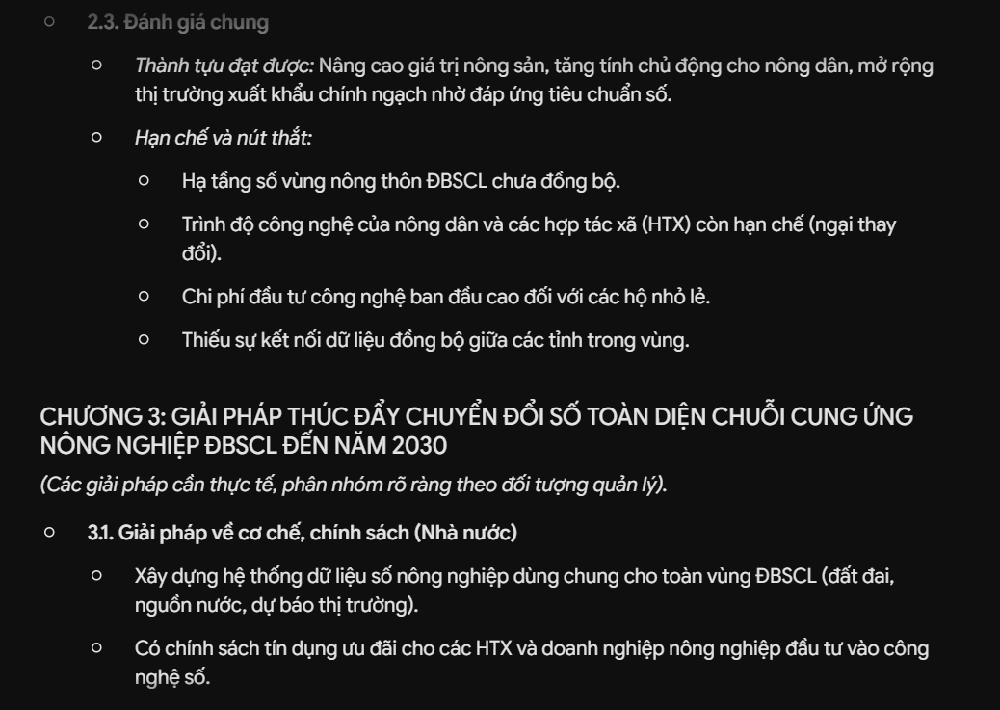 2.3. Đánh giá chung
Thành tựu đạt được: Nâng cao giá trị nông sản, tăng tính chủ động cho nông dân, mở rộng
thị trường xuất khẩu chính ngạch nhờ đáp ứng tiêu chuẩn số.
Hạn chế và nút thắt:
Hạ tầng số vùng nông thôn ĐBSCL chưa đồng bộ.
Trình độ công nghệ của nông dân và các hợp tác xã (HTX) còn hạn chế (ngại thay
đổi).
Chi phí đầu tư công nghệ ban đầu cao đối với các hộ nhỏ lẻ.
Thiếu sự kết nối dữ liệu đồng bộ giữa các tỉnh trong vùng.
CHƯƠNG 3: GIẢI PHÁP THÚC ĐẨY CHUYỂN ĐỔI SỐ TOÀN DIỆN CHUỖI CUNG ỨNG
NÔNG NGHIỆP ĐBSCL ĐẾN NĂM 2030
(Các giải pháp cần thực tế, phân nhóm rõ ràng theo đối tượng quản lý).
3.1. Giải pháp về cơ chế, chính sách (Nhà nước)
Xây dựng hệ thống dữ liệu số nông nghiệp dùng chung cho toàn vùng ĐBSCL (đất đai,
nguồn nước, dự báo thị trường).
Có chính sách tín dụng ưu đãi cho các HTX và doanh nghiệp nông nghiệp đầu tư vào công
nghệ số.